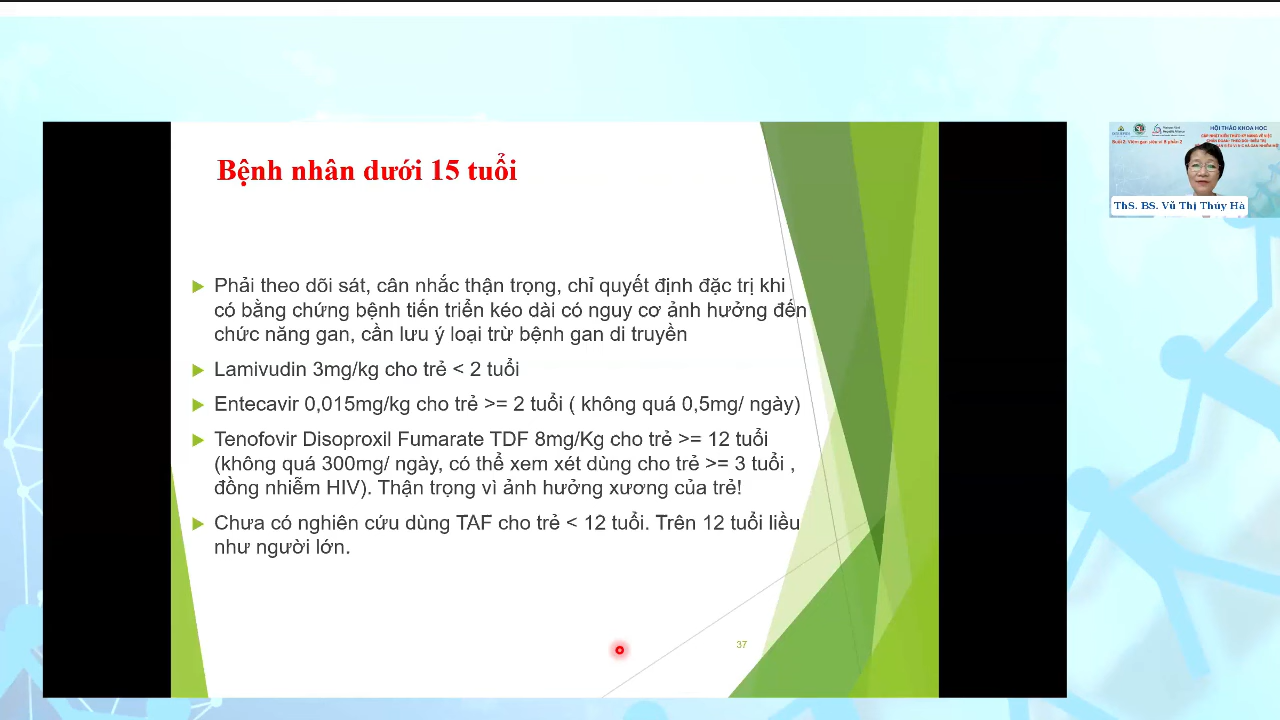 Bệnh nhân dưới 15 tuổi
Phải theo dõi sát, cân nhắc thận trọng, chỉ quyết định đặc trị khi
có bằng chứng bệnh tiến triển kéo dài có nguy cơ ảnh hưởng đến
chức năng gan, cần lưu ý loại trừ bệnh gan di truyền
Lamivudin 3mg/kg cho trẻ < 2 tuổi
Entecavir 0,015mg/kg cho trẻ >= 2 tuổi ( không quá 0,5mg/ ngày)
Tenofovir Disoproxil Fumarate TDF 8mg/Kg cho trẻ >= 12 tuổi
(không quá 300mg/ ngày, có thể xem xét dùng cho trẻ >= 3 tuổi ,
đồng nhiễm HIV). Thận trọng vì ảnh hưởng xương của trẻ!
Chưa có nghiên cứu dùng TAF cho trẻ < 12 tuổi. Trên 12 tuổi liều
như người lớn.
37
HỘI THẢO KHOA HỌC
ThS. BS. Vũ Thị Thúy Hà